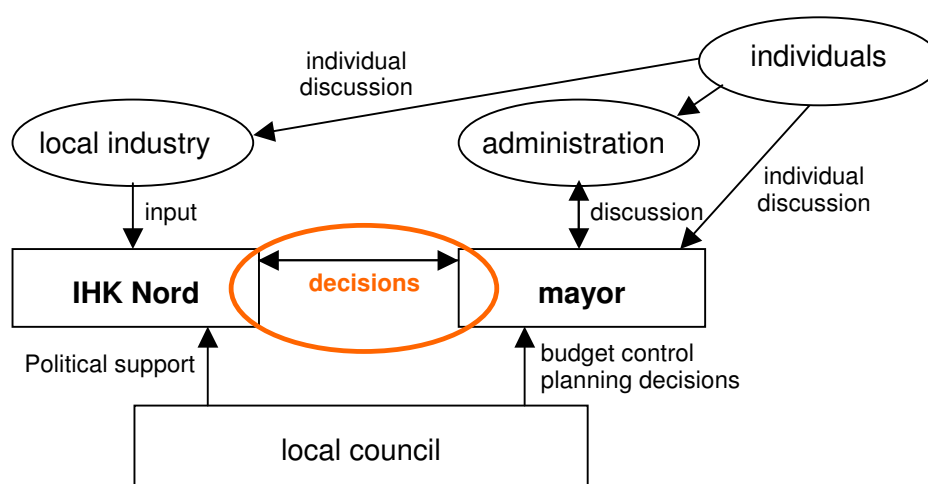 individuals
individual
discussion
local industry
administration
individual
discussion
input
discussion
IHK Nord
decisions
mayor
Political support
budget control
planning decisions
local council